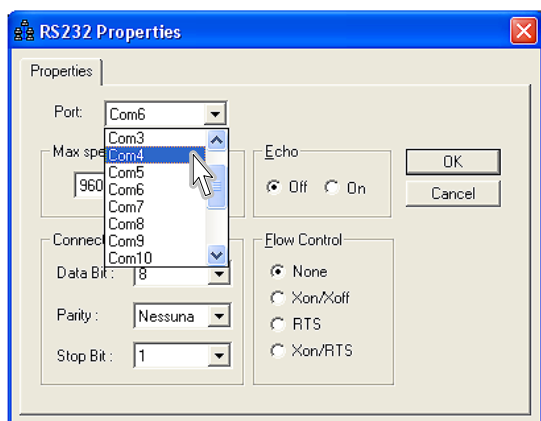 RS232 Properties
Properties
Port: Com6
Com3
Com4
Com5
Com6
Com7
Com8
Com9
Com10
Max spe
960
Echo
Off On
OK
Cancel
Connec
Data Bit : 8
Parity : Nessuna
Stop Bit : 1
Flow Control
None
Xon/Xoff
RTS
Xon/RTS